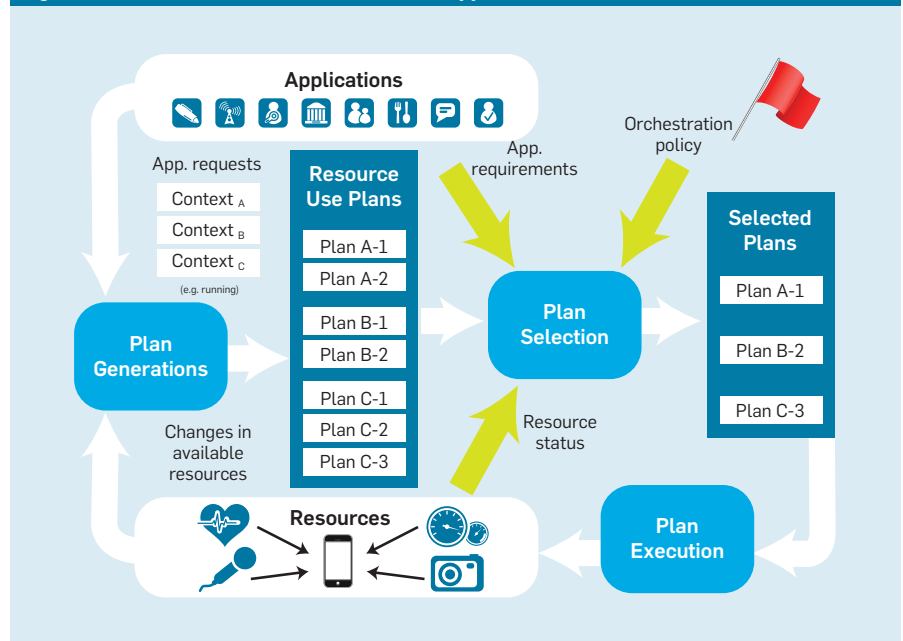 Applications
App. requests
Context A
Context B
Context C
(e.g. running)
Resource
Use Plans
Plan A-1
Plan A-2
Plan B-1
Plan B-2
Plan C-1
Plan C-2
Plan C-3
App.
requirements
Orchestration
policy
Plan
Generations
Plan
Selection
Selected
Plans
Plan A-1
Plan B-2
Plan C-3
Changes in
available
resources
Resource
status
Resources
Plan
Execution